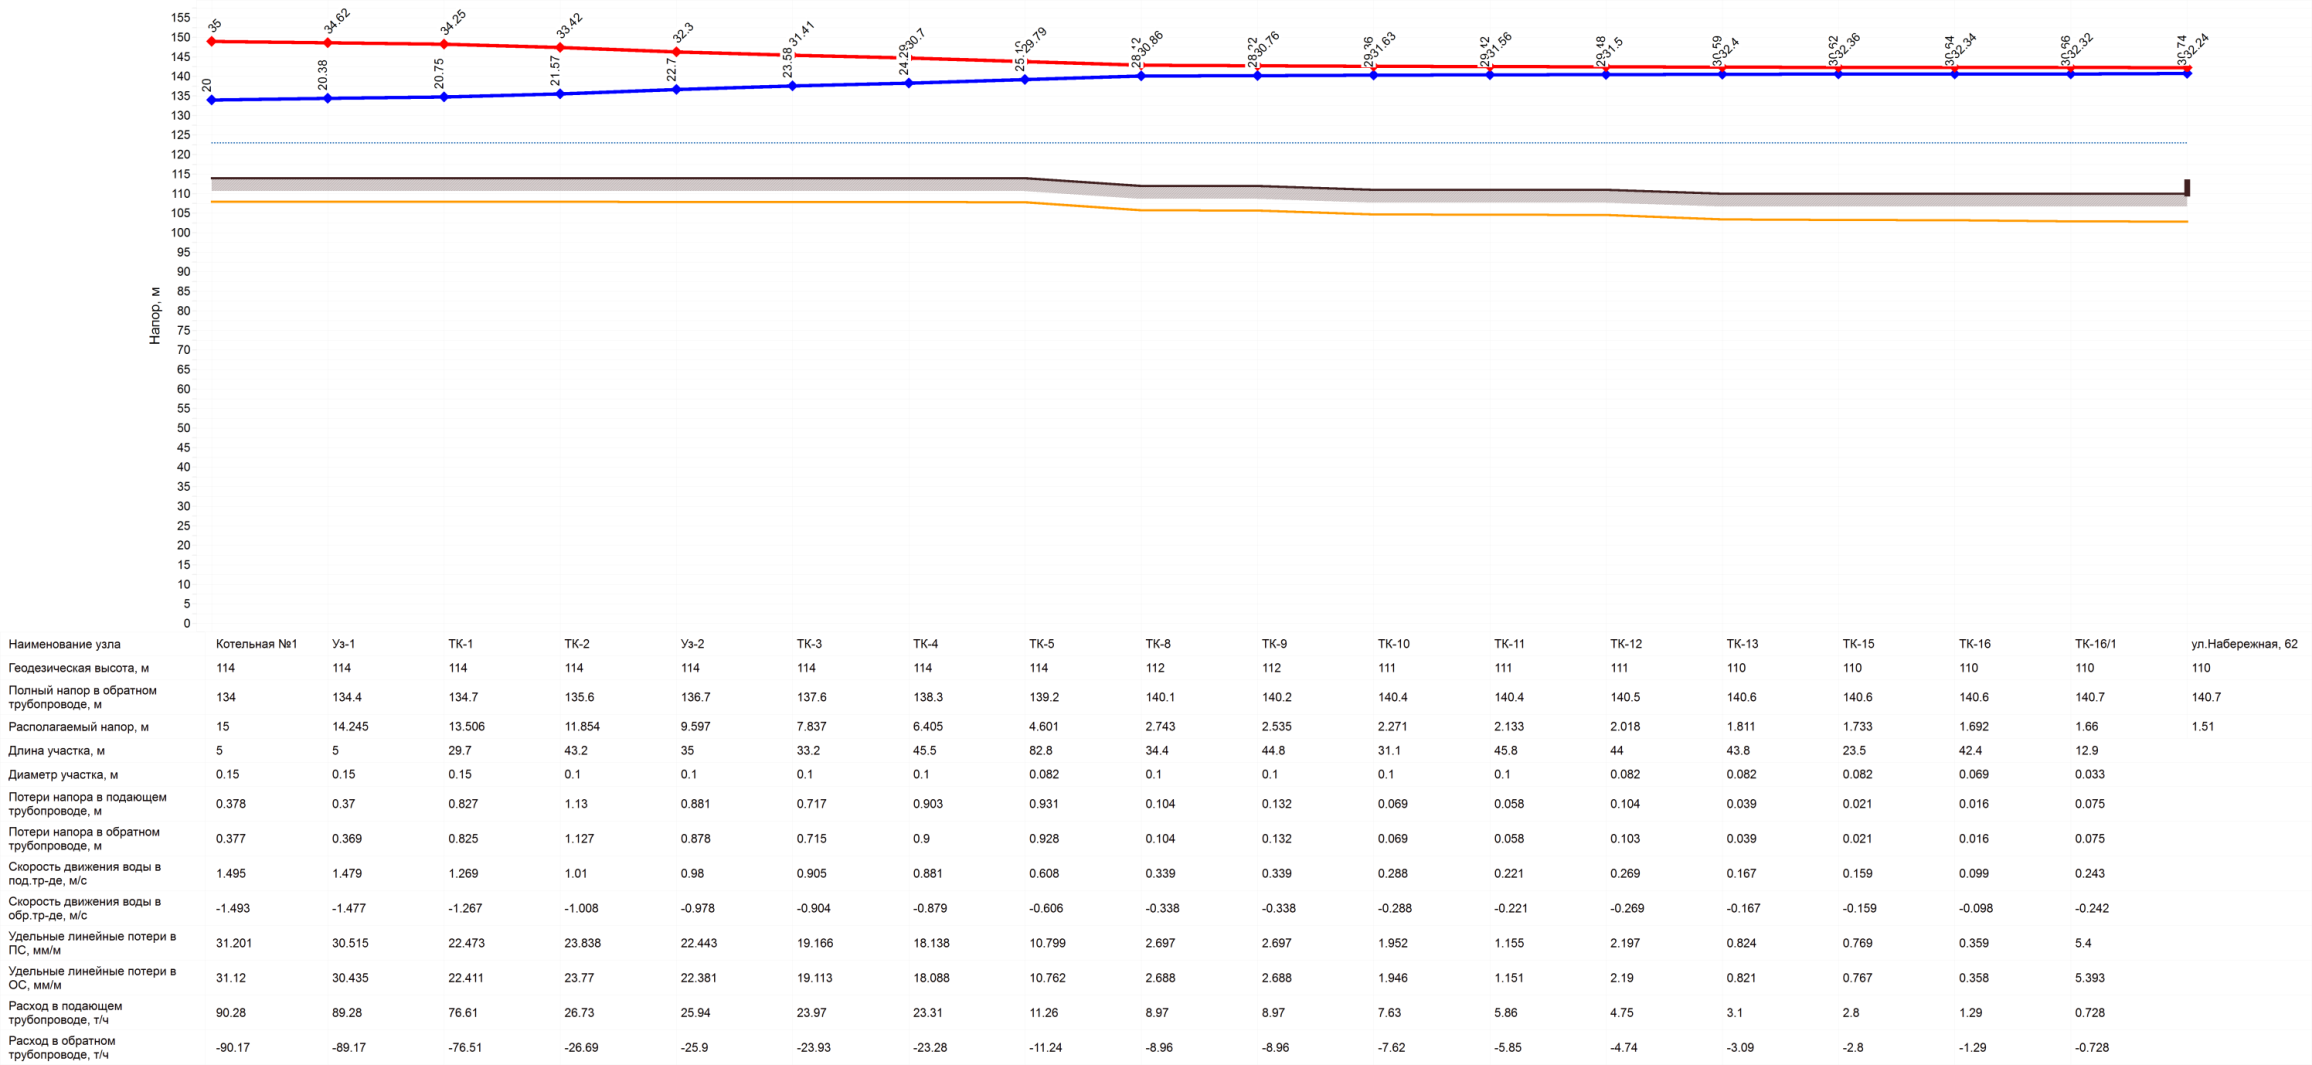 35 34.62 34.25 33.42 32.3 31.41 30.7 29.79 30.86 30.76 31.63 31.56 31.5 32.4 32.36 32.34 32.32 32.24
20 20.38 20.75 21.57 22.7 23.58
155
150
145
140
135
130
125
120
115
110
105
100
95
90
85
80
75
70
65
60
55
50
45
40
35
30
25
20
15
10
5
0
Напор, м
Наименование узла Котельная №1 Уз-1 ТК-1 ТК-2 Уз-2 ТК-3 ТК-4 ТК-5 ТК-8 ТК-9 ТК-10 ТК-11 ТК-12 ТК-13 ТК-15 ТК-16 ТК-16/1 ул.Набережная, 62
Геодезическая высота, м 114 114 114 114 114 114 114 114 112 112 111 111 111 110 110 110 110 110
Полный напор в обратном
трубопроводе, м 134 134.4 134.7 135.6 136.7 137.6 138.3 139.2 140.1 140.2 140.4 140.4 140.5 140.6 140.6 140.6 140.7 140.7
Располагаемый напор, м 15 14.245 13.506 11.854 9.597 7.837 6.405 4.601 2.743 2.535 2.271 2.133 2.018 1.811 1.733 1.692 1.66 1.51
Длина участка, м 5 5 29.7 43.2 35 33.2 45.5 82.8 34.4 44.8 31.1 45.8 44 43.8 23.5 42.4 12.9
Диаметр участка, м 0.15 0.15 0.15 0.1 0.1 0.1 0.1 0.082 0.1 0.1 0.1 0.1 0.082 0.082 0.082 0.069 0.033
Потери напора в подающем
трубопроводе, м 0.378 0.37 0.827 1.13 0.881 0.717 0.903 0.931 0.104 0.132 0.069 0.058 0.104 0.039 0.021 0.016 0.075
Потери напора в обратном
трубопроводе, м 0.377 0.369 0.825 1.127 0.878 0.715 0.9 0.928 0.104 0.132 0.069 0.058 0.103 0.039 0.021 0.016 0.075
Скорость движения воды в
под.тр-де, м/с 1.495 1.479 1.269 1.01 0.98 0.905 0.881 0.608 0.339 0.339 0.288 0.221 0.269 0.167 0.159 0.099 0.243
Скорость движения воды в
обр.тр-де, м/с -1.493 -1.477 -1.267 -1.008 -0.978 -0.904 -0.879 -0.606 -0.338 -0.338 -0.288 -0.221 -0.269 -0.167 -0.159 -0.098 -0.242
Удельные линейные потери в
ПС, мм/м 31.201 30.515 22.473 23.838 22.443 19.166 18.138 10.799 2.697 2.697 1.952 1.155 2.197 0.824 0.769 0.359 5.4
Удельные линейные потери в
ОС, мм/м 31.12 30.435 22.411 23.77 22.381 19.113 18.088 10.762 2.688 2.688 1.946 1.151 2.19 0.821 0.767 0.358 5.393
Расход в подающем
трубопроводе, т/ч 90.28 89.28 76.61 26.73 25.94 23.97 23.31 11.26 8.97 8.97 7.63 5.86 4.75 3.1 2.8 1.29 0.728
Расход в обратном
трубопроводе, т/ч -90.17 -89.17 -76.51 -26.69 -25.9 -23.93 -23.28 -11.24 -8.96 -8.96 -7.62 -5.85 -4.74 -3.09 -2.8 -1.29 -0.728